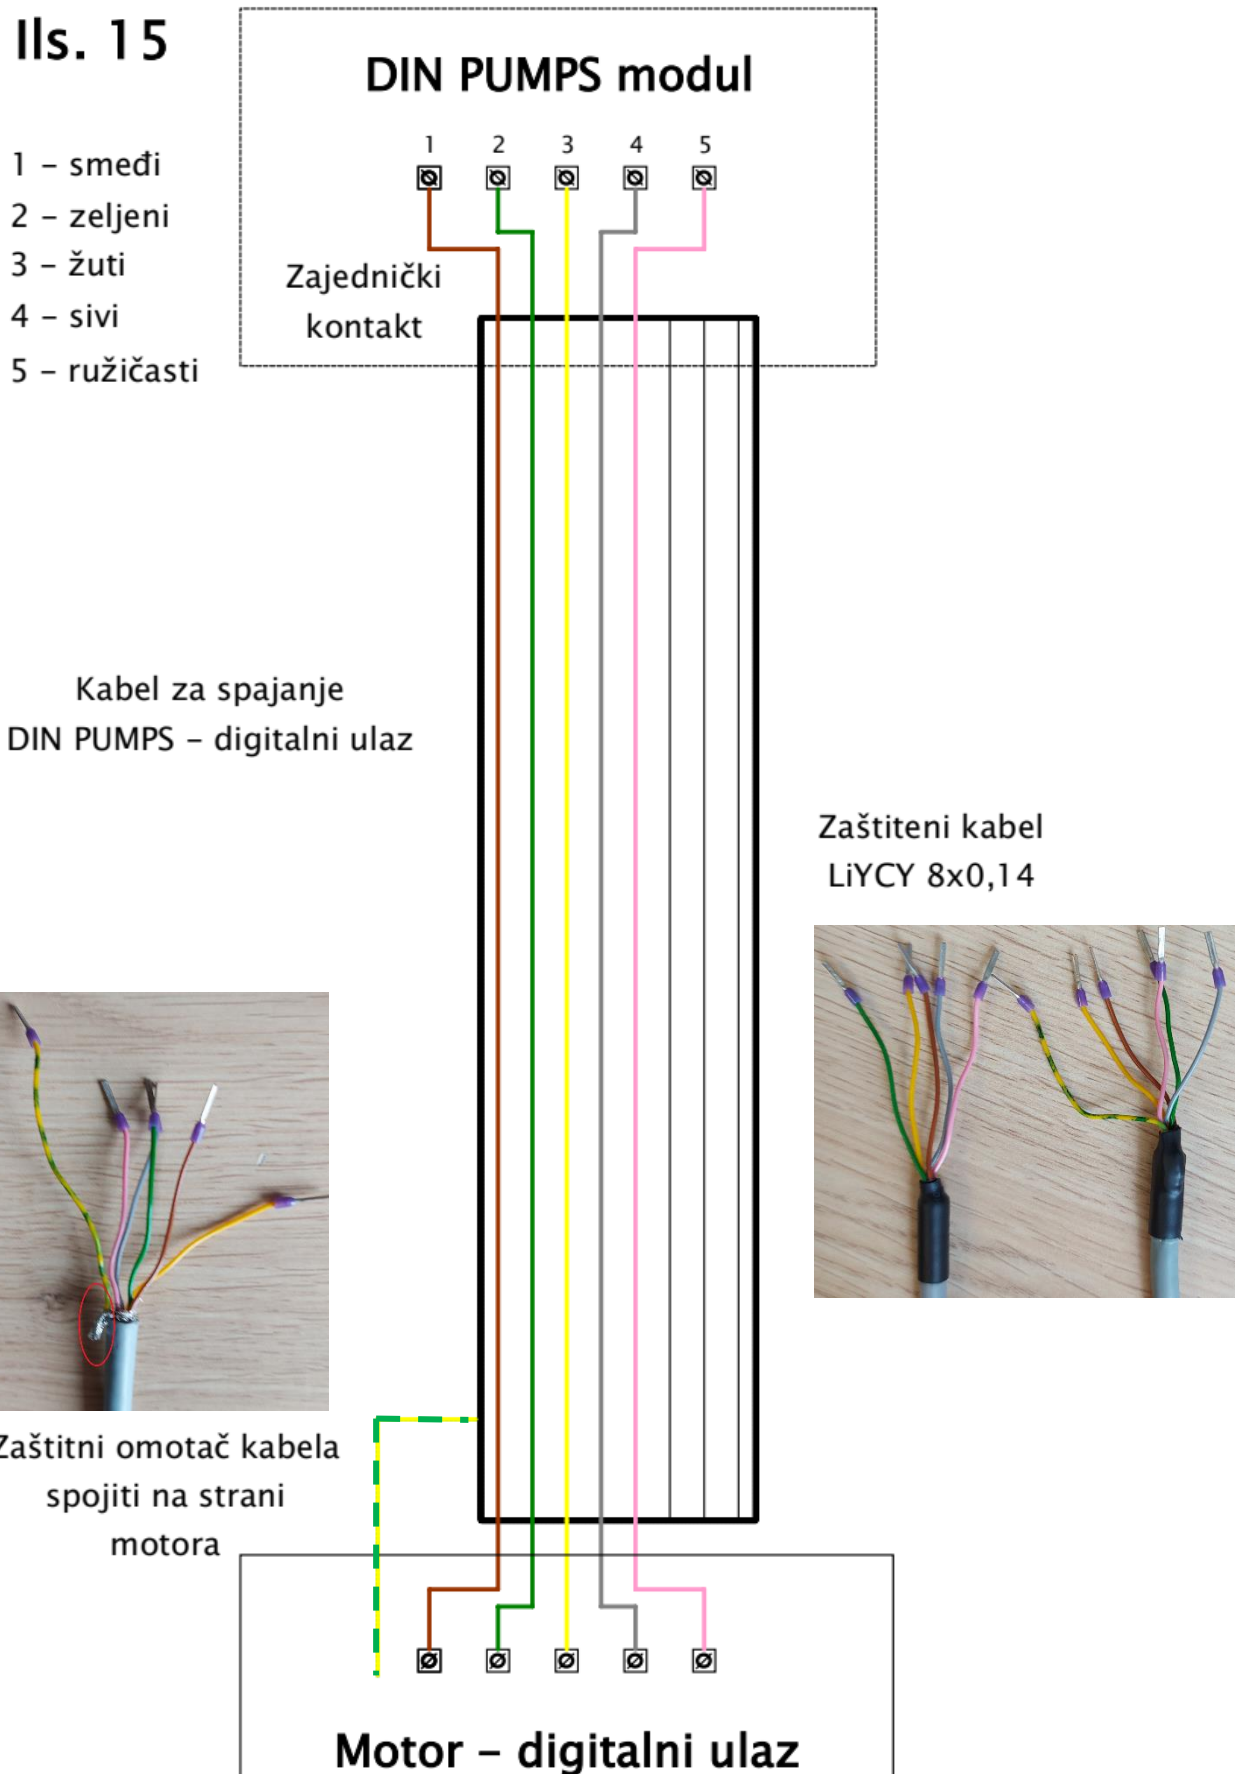 Ils. 15
DIN PUMPS modul
1 2 3 4 5
1 – smeđi
2 – zeljeni
3 – žuti
4 – sivi
5 – ružičasti
Zajednički
kontakt
Kabel za spajanje
DIN PUMPS – digitalni ulaz
Zaštiteni kabel
LiYCY 8x0,14
Zaštitni omotač kabela
spojiti na strani
motora
Motor – digitalni ulaz